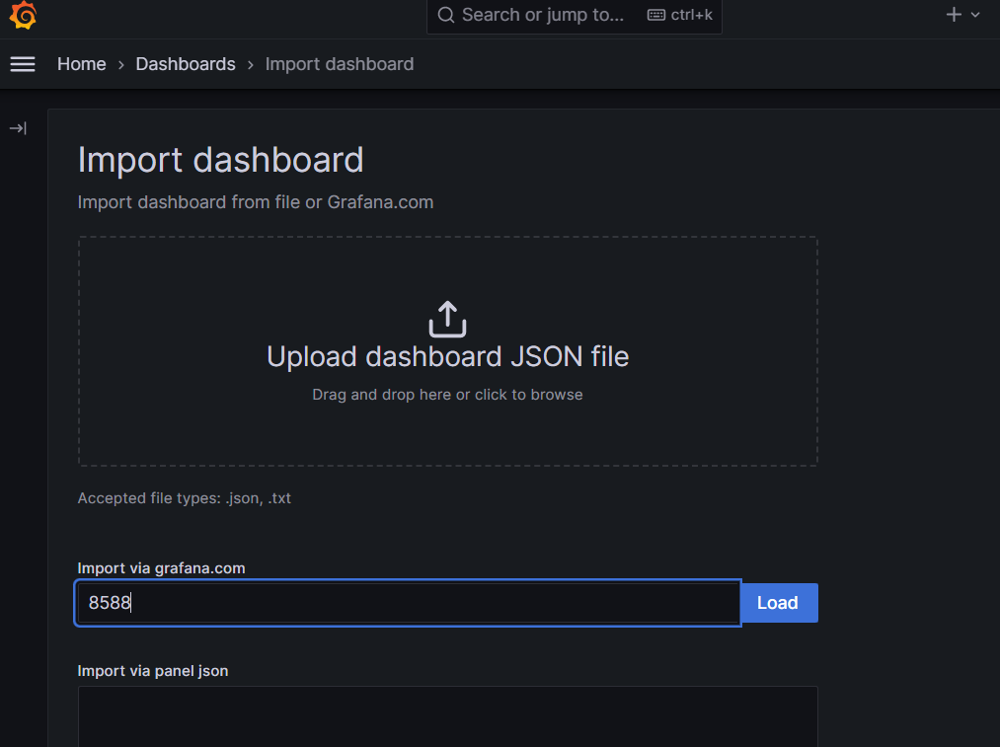 Search or jump to... ctrl+k
Home › Dashboards › Import dashboard
Import dashboard
Import dashboard from file or Grafana.com
Upload dashboard JSON file
Drag and drop here or click to browse
Accepted file types: .json, .txt
Import via grafana.com
8588
Load
Import via panel json